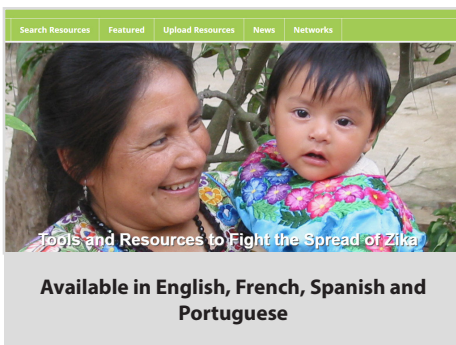 Search Resources Featured Upload Resources News Networks
Tools and Resources to Fight the Spread of Zika
Available in English, French, Spanish and
Portuguese